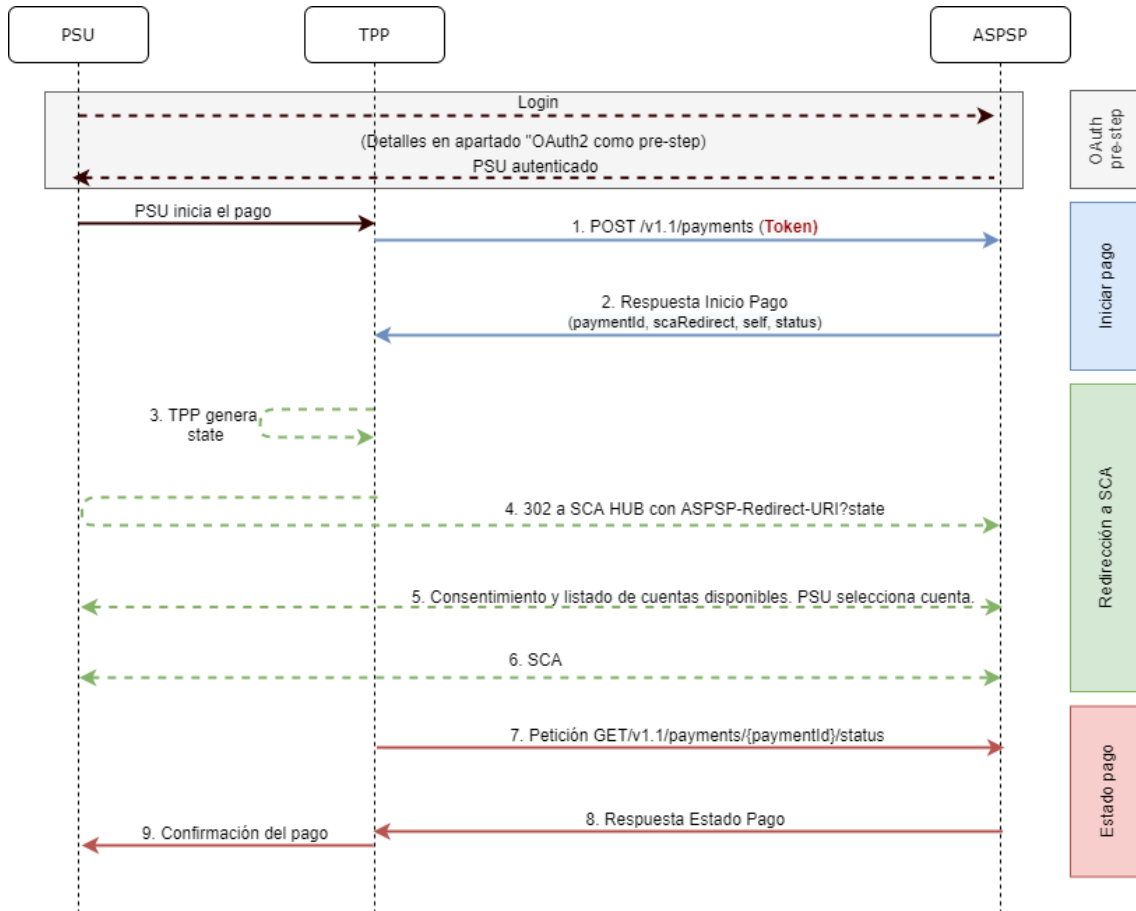 PSU
TPP
ASPSP
Login
(Detalles en apartado "OAuth2 como pre-step)
PSU autenticado
OAuth
pre-step
PSU inicia el pago
1. POST /v1.1/payments (Token)
2. Respuesta Inicio Pago
(paymentId, scaRedirect, self, status)
Iniciar pago
3. TPP genera
state
4. 302 a SCA HUB con ASPSP-Redirect-URI?state
5. Consentimiento y listado de cuentas disponibles. PSU selecciona cuenta.
6. SCA
Redirección a SCA
7. Petición GET/v1.1/payments/{paymentId}/status
8. Respuesta Estado Pago
9. Confirmación del pago
Estado pago